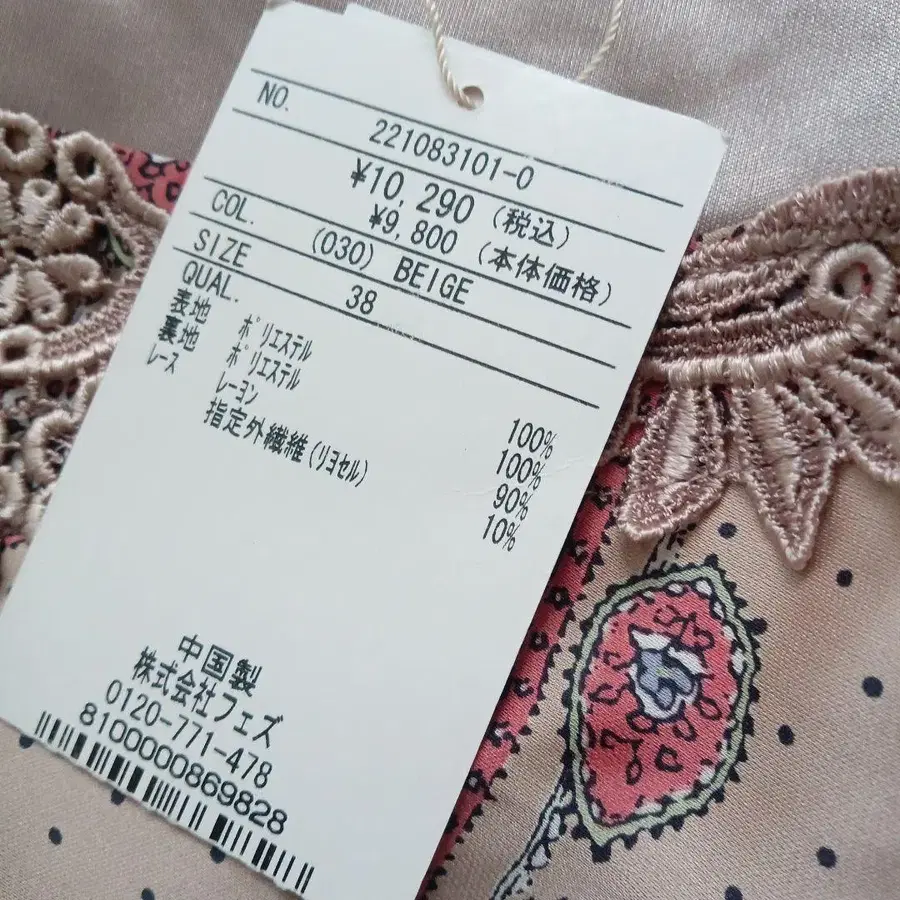 NO. 221083101-0
¥10,290 (税込)
¥9,800 (本体価格)
COL. (030) BEIGE
SIZE 38
QUAL.
表地 ﾎﾟﾘｴｽﾃﾙ 100%
裏地 ﾎﾟﾘｴｽﾃﾙ 100%
ﾚｰｽ ﾚｰﾖﾝ 90%
指定外繊維(ﾘﾖｾﾙ) 10%
中国製
株式会社フェズ
0120-771-478
8100000869828